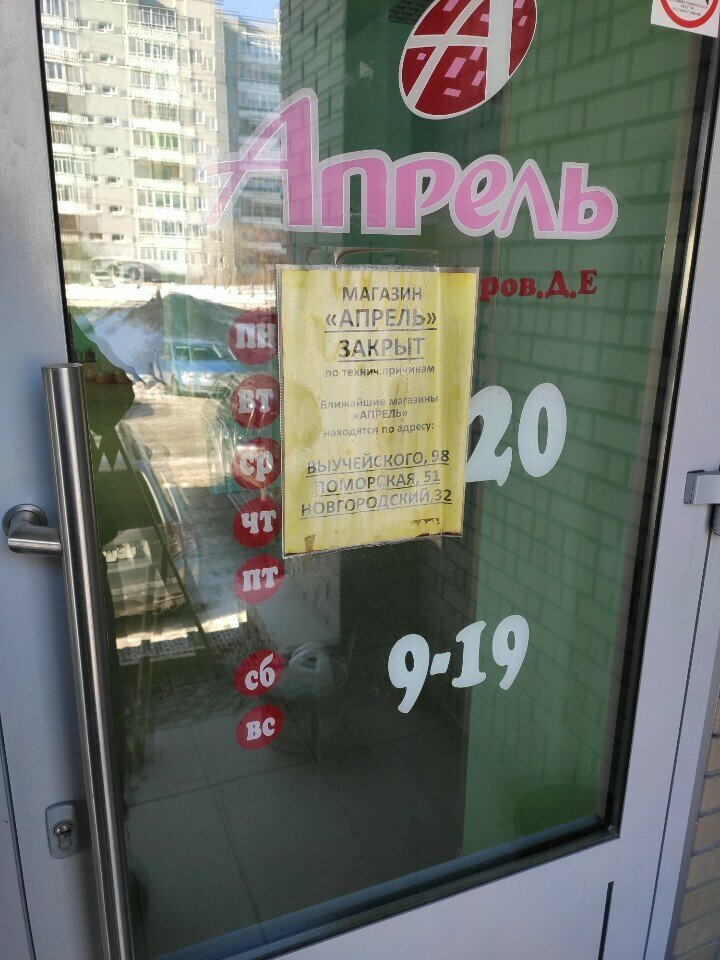 Апрель
МАГАЗИН
«АПРЕЛЬ»
ЗАКРЫТ
по технич.причинам
Ближайшие магазины
«АПРЕЛЬ»
находятся по адресу:
ВЫУЧЕЙСКОГО, 98
ПОМОРСКАЯ, 51
НОВГОРОДСКИЙ,32
ров.Д.Е
пн
вт
ср
чт
пт
20
сб
вс
9-19